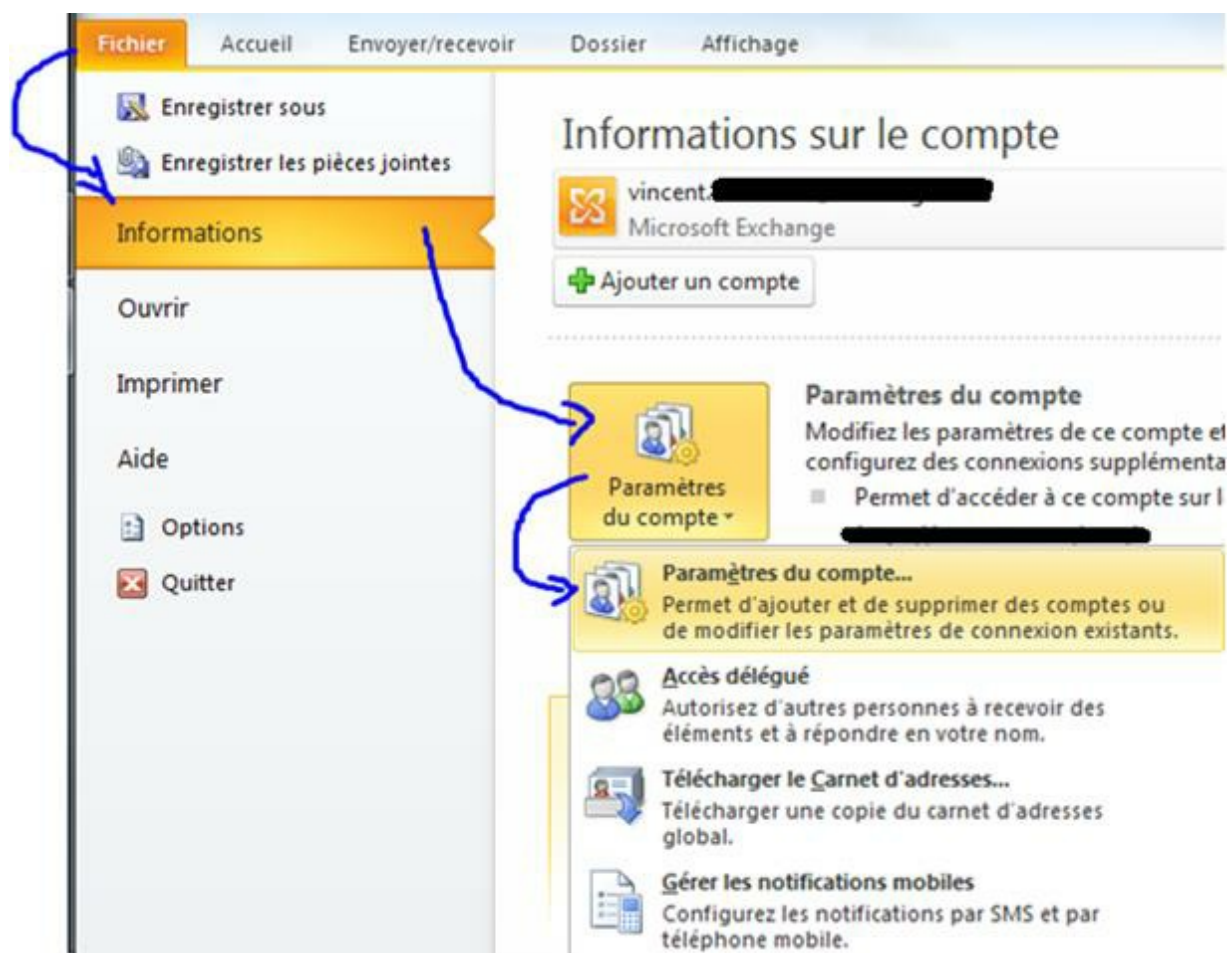 Fichier Accueil Envoyer/recevoir Dossier Affichage
Enregistrer sous
Enregistrer les pièces jointes
Informations
Ouvrir
Imprimer
Aide
Options
Quitter
Informations sur le compte
vincent.
Microsoft Exchange
Ajouter un compte
Paramètres
du compte
Paramètres du compte
Modifiez les paramètres de ce compte et
configurez des connexions supplémenta
Permet d'accéder à ce compte sur l
Paramètres du compte...
Permet d'ajouter et de supprimer des comptes ou
de modifier les paramètres de connexion existants.
Accès délégué
Autorisez d'autres personnes à recevoir des
éléments et à répondre en votre nom.
Télécharger le Carnet d'adresses...
Télécharger une copie du carnet d'adresses
global.
Gérer les notifications mobiles
Configurez les notifications par SMS et par
téléphone mobile.